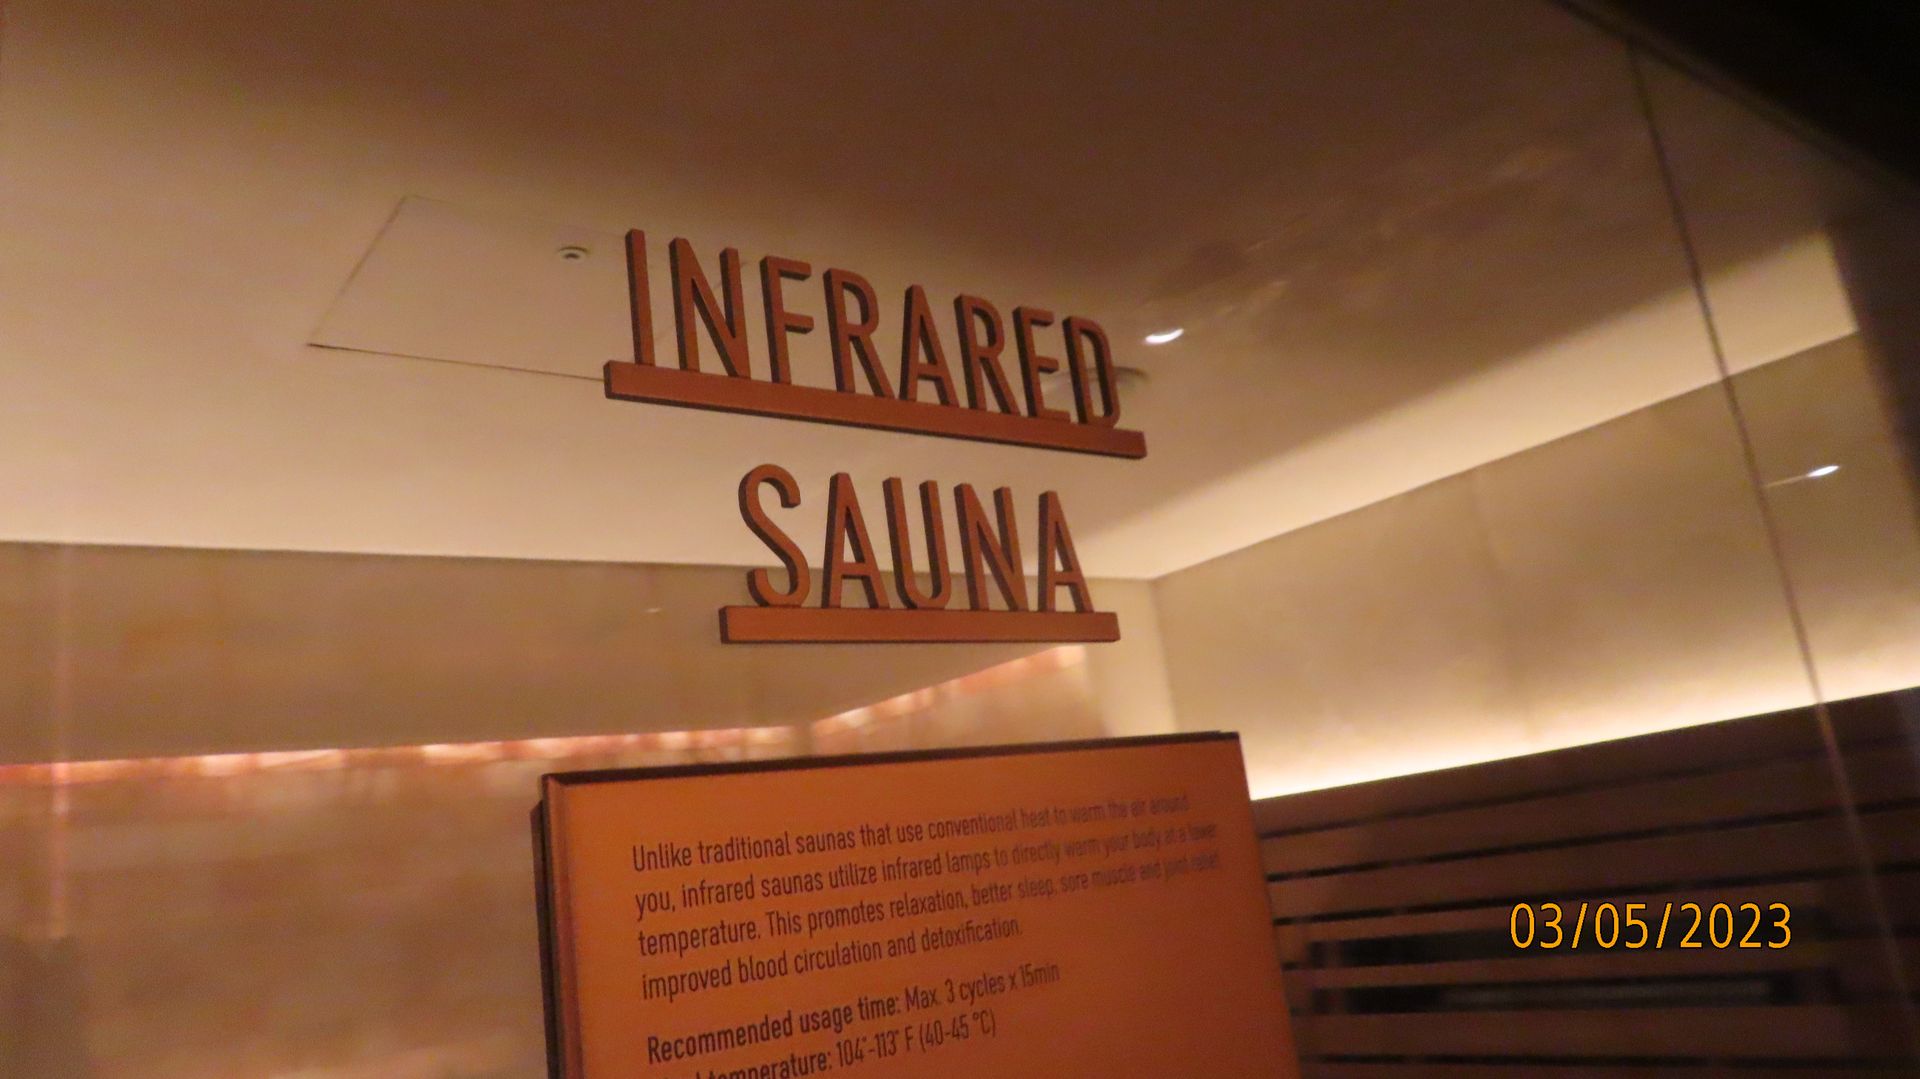 INFRARED
SAUNA
Unlike traditional saunas that use conventional heat to warm the air around
you, infrared saunas utilize infrared lamps to directly warm your body at a lower
temperature. This promotes relaxation, better sleep, sore muscle and joint relief,
improved blood circulation and detoxification.
Recommended usage time: Max. 3 cycles x 15min
temperature: 104°-113° F (40-45 °C)
03/05/2023